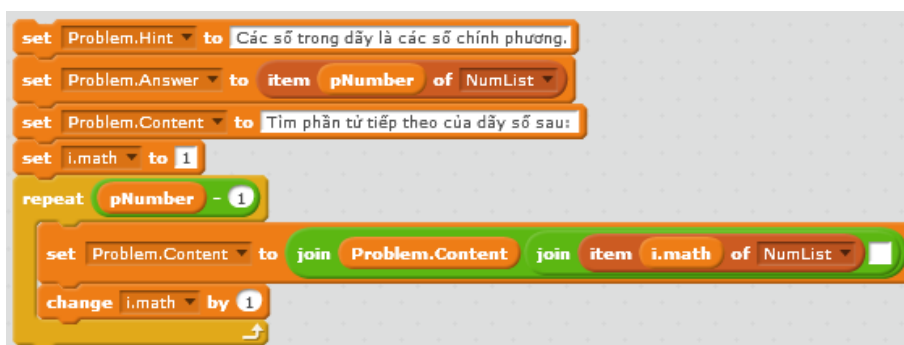 set Problem.Hint to Các số trong dãy là các số chính phương.
set Problem.Answer to item pNumber of NumList
set Problem.Content to Tìm phần tử tiếp theo của dãy số sau:
set i.math to 1
repeat pNumber - 1
set Problem.Content to join Problem.Content join item i.math of NumList
change i.math by 1